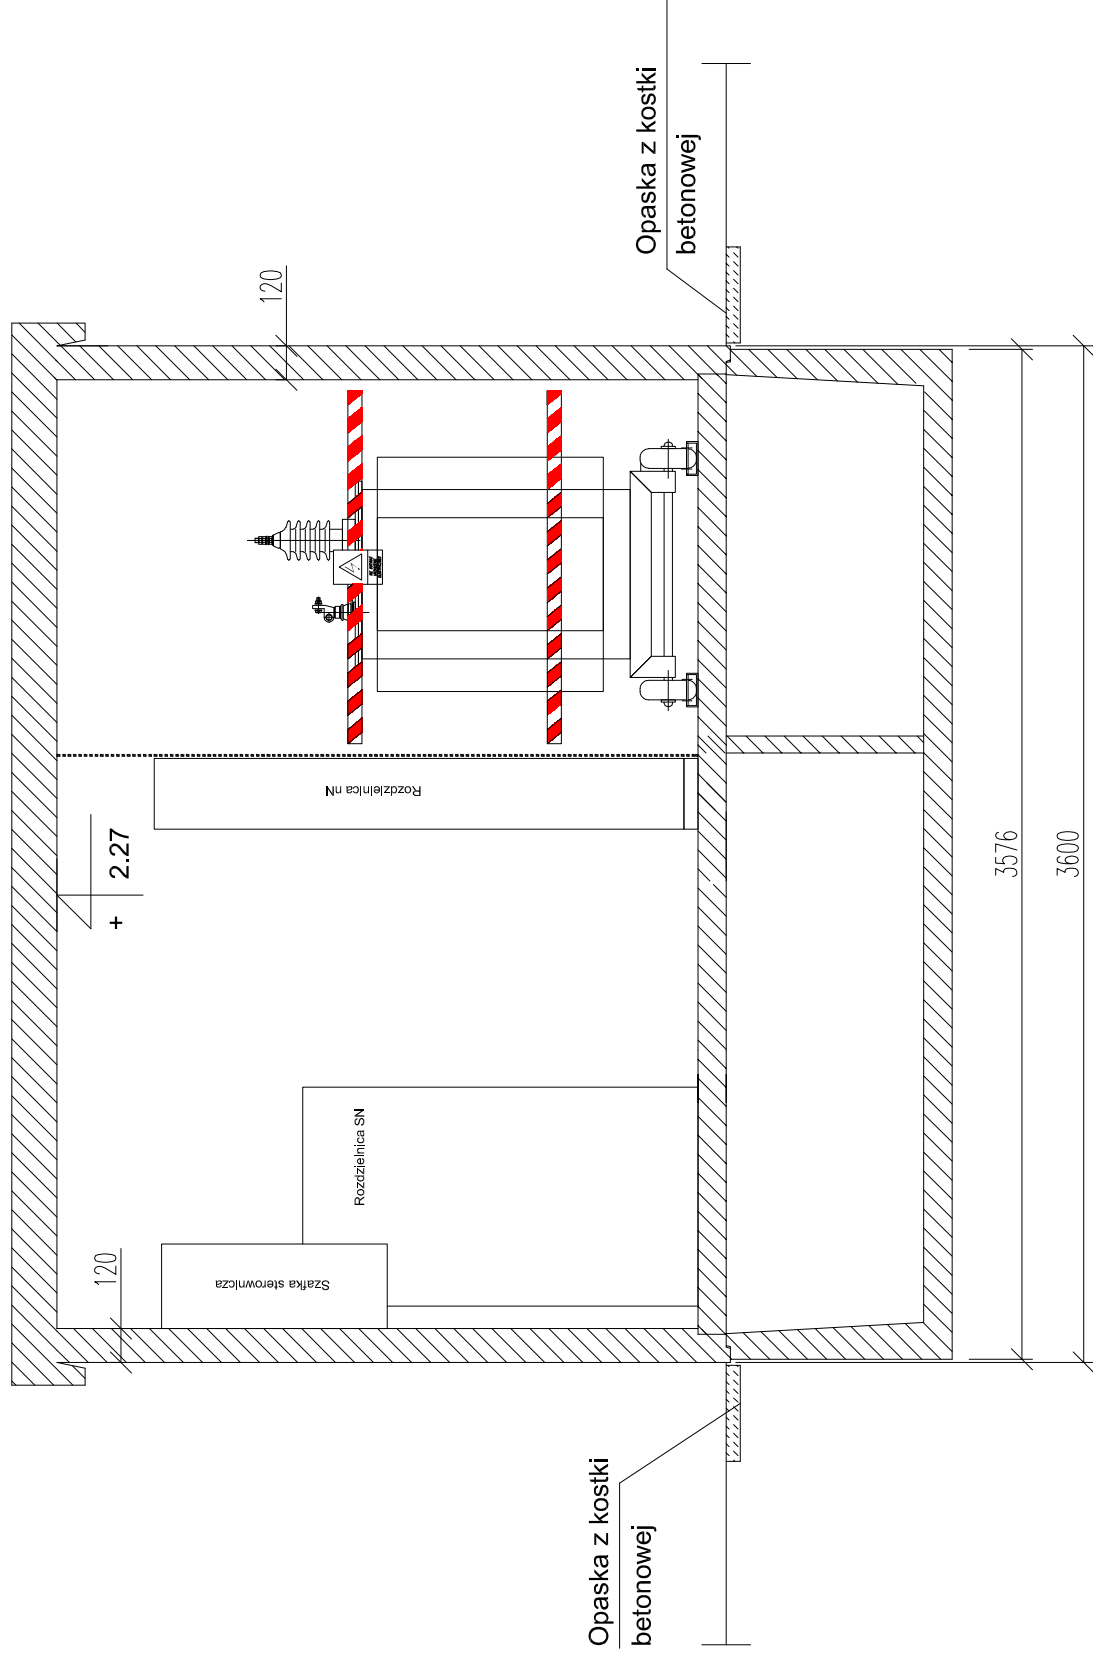 Opaska z kostki
betonowej
120
+ 2.27
Rozdzielnica nN
Rozdzielnica SN
Szafka sterownicza
120
3576
3600
Opaska z kostki
betonowej